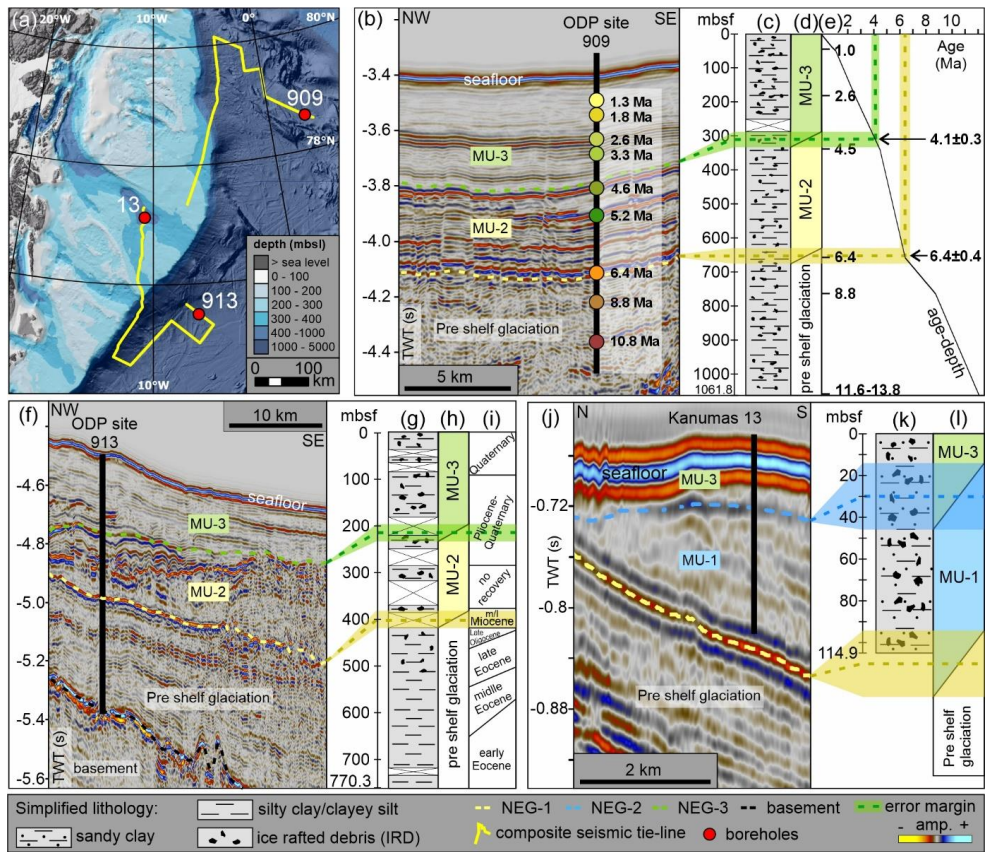 (a)
20°W
10°W
0°
80°N
909
78°N
13
913
10°W
depth (mbsl)
> sea level
0 - 100
100 - 200
200 - 300
300 - 400
400 -1000
1000 - 5000
0 100
km
(b)
NW
ODP site
909
SE
-3.4
-3.6
-3.8
-4.0
-4.2
-4.4
TWT (s)
seafloor
MU-3
MU-2
Pre shelf glaciation
1.3 Ma
1.8 Ma
2.6 Ma
3.3 Ma
4.6 Ma
5.2 Ma
6.4 Ma
8.8 Ma
10.8 Ma
5 km
mbsf
(c)
(d)
(e)
0
100
200
300
400
500
600
700
800
900
1000
1061.8
MU-3
MU-2
pre shelf glaciation
2 4 6 8 10
Age
(Ma)
1.0
2.6
4.5
6.4
8.8
11.6-13.8
4.1±0.3
6.4±0.4
age-depth
(f)
NW
ODP site
913
10 km
SE
-4.6
-4.8
-5.0
-5.2
-5.4
-5.6
TWT (s)
seafloor
MU-3
MU-2
Pre shelf glaciation
basement
mbsf
(g)
(h)
(i)
0
100
200
300
400
500
600
700
770.3
MU-3
MU-2
pre shelf glaciation
Quaternary
Pliocene-
Quaternary
no
recovery
m/l
Miocene
Late
Oligocene
late
Eocene
midlle
Eocene
early
Eocene
(j)
N
Kanumas 13
S
seafloor
-0.72
-0.8
-0.88
TWT (s)
MU-3
MU-1
Pre shelf glaciation
2 km
mbsf
(k)
(l)
0
20
40
60
80
114.9
MU-3
MU-1
Pre shelf
glaciation
Simplified lithology:
silty clay/clayey silt
sandy clay
ice rafted debris (IRD)
NEG-1
NEG-2
NEG-3
basement
error margin
composite seismic tie-line
boreholes
- amp. +